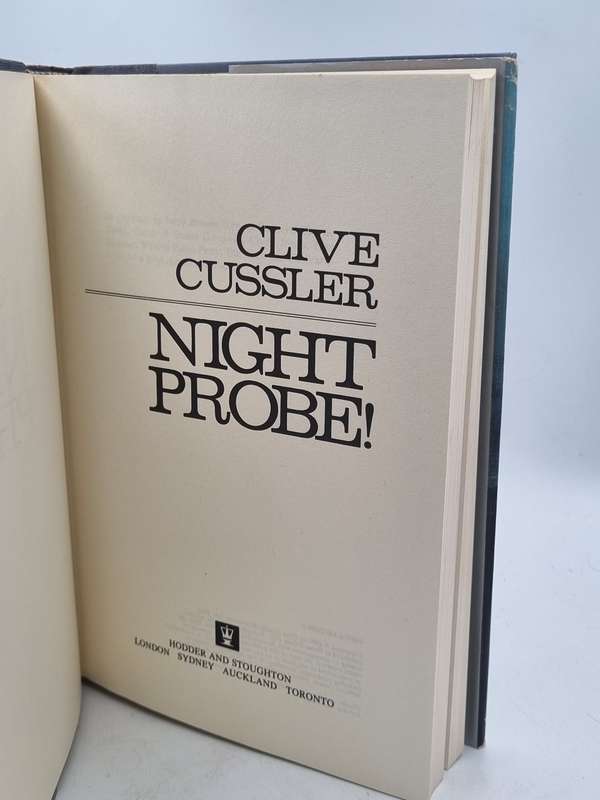 CLIVE
CUSSLER
NIGHT
PROBE!
HODDER AND STOUGHTON
LONDON SYDNEY AUCKLAND TORONTO